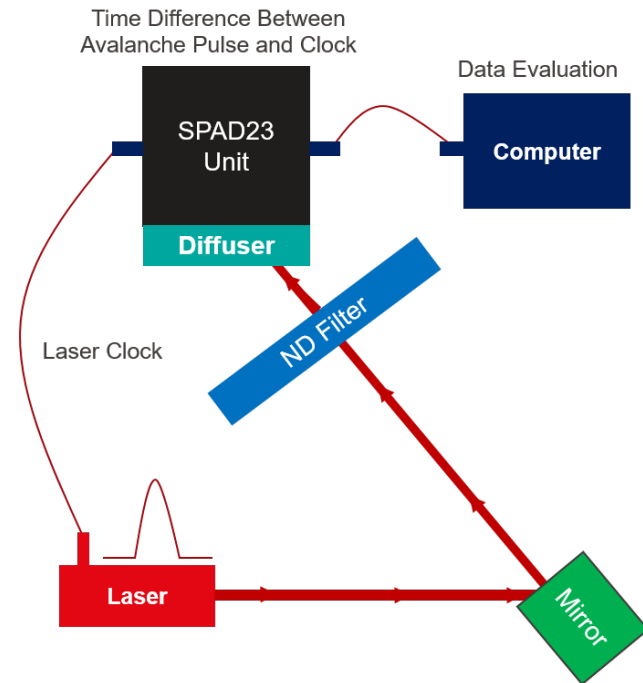 Time Difference Between
Avalanche Pulse and Clock
Data Evaluation
SPAD23
Unit
Computer
Diffuser
ND Filter
Laser Clock
Laser
Mirror